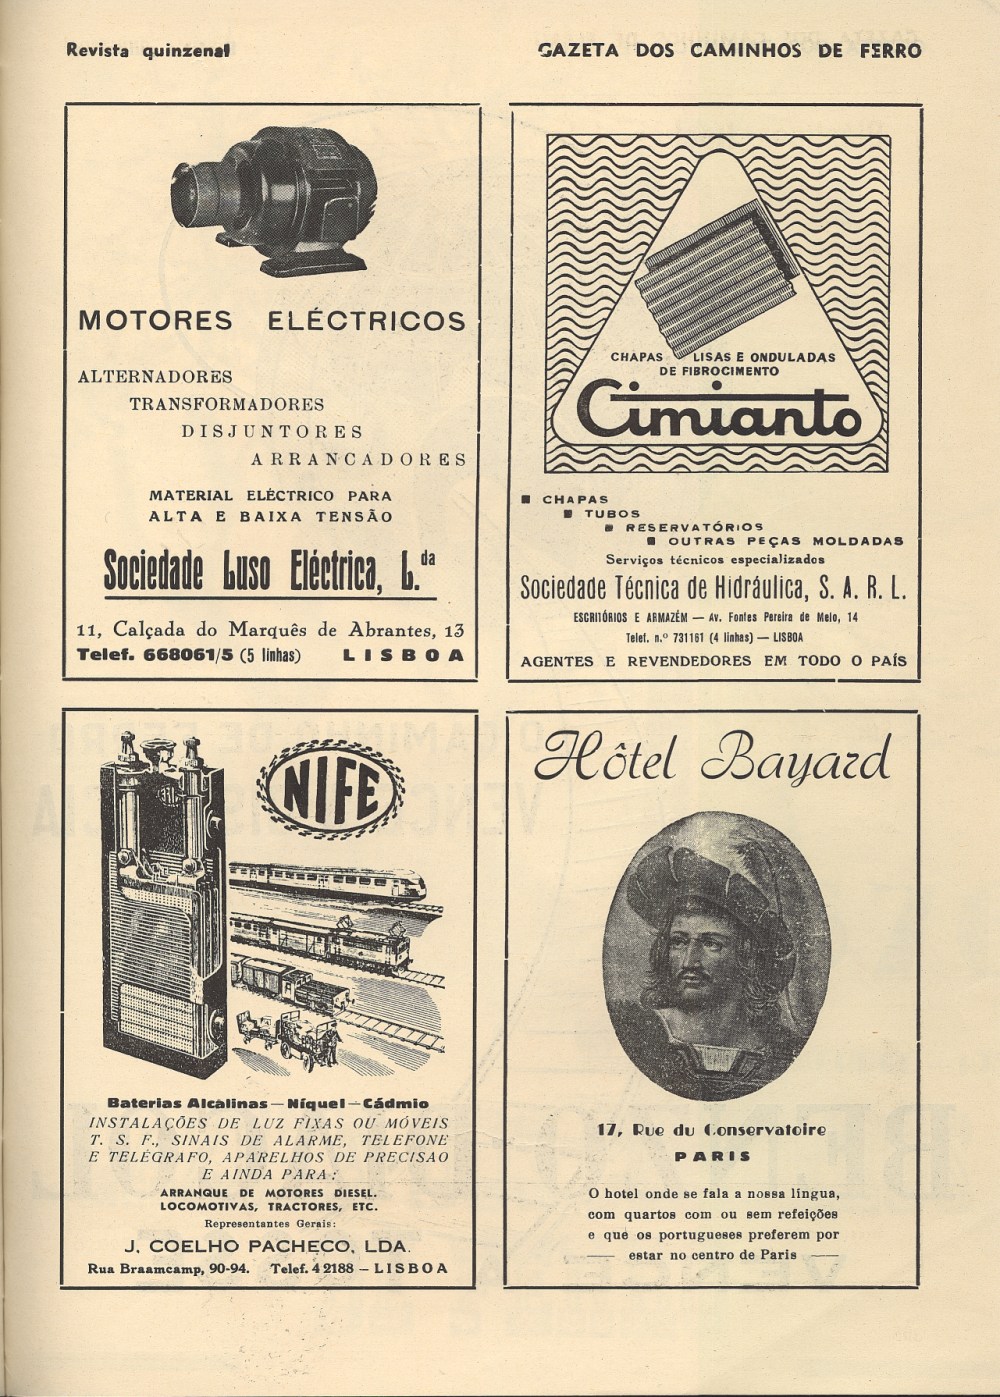 Revista quinzenal
GAZETA DOS CAMINHOS DE FERRO
MOTORES ELÉCTRICOS
ALTERNADORES
TRANSFORMADORES
DISJUNTORES
ARRANCADORES
MATERIAL ELÉCTRICO PARA
ALTA E BAIXA TENSÃO
Sociedade Luso Eléctrica, L.da
11, Calçada do Marquês de Abrantes, 13
Telef. 668061/5 (5 linhas) LISBOA
CHAPAS LISAS E ONDULADAS
DE FIBROCIMENTO
Cimianto
CHAPAS
TUBOS
RESERVATÓRIOS
OUTRAS PEÇAS MOLDADAS
Serviços técnicos especializados
Sociedade Técnica de Hidráulica, S. A. R. L.
ESCRITÓRIOS E ARMAZÉM — Av. Fontes Pereira de Melo, 14
Telef. n.º 731161 (4 linhas) — LISBOA
AGENTES E REVENDEDORES EM TODO O PAÍS
NIFE
Baterias Alcalinas — Níquel — Cádmio
INSTALAÇÕES DE LUZ FIXAS OU MÓVEIS
T. S. F., SINAIS DE ALARME, TELEFONE
E TELÉGRAFO, APARELHOS DE PRECISAO
E AINDA PARA:
ARRANQUE DE MOTORES DIESEL.
LOCOMOTIVAS, TRACTORES, ETC.
Representantes Gerais:
J. COELHO PACHECO, LDA.
Rua Braamcamp, 90-94. Telef. 4 2188 — LISBOA
Hôtel Bayard
17, Rue du Conservatoire
PARIS
O hotel onde se fala a nossa língua,
com quartos com ou sem refeições
e que os portugueses preferem por
estar no centro de Paris